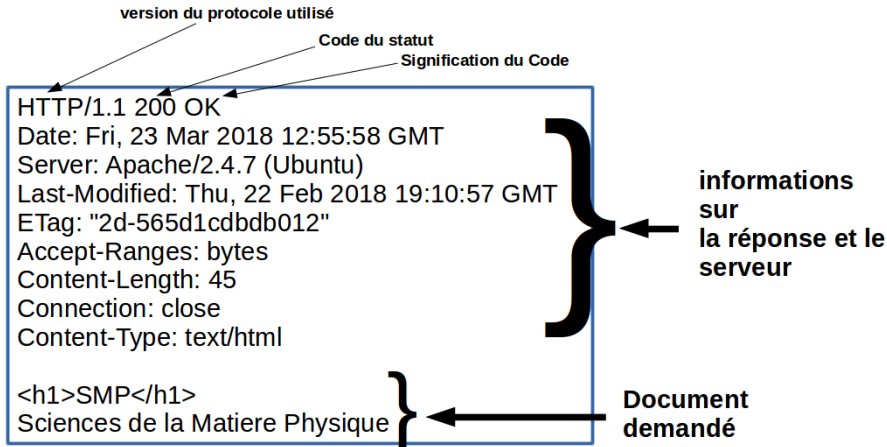 version du protocole utilisé
Code du statut
Signification du Code
HTTP/1.1 200 OK
Date: Fri, 23 Mar 2018 12:55:58 GMT
Server: Apache/2.4.7 (Ubuntu)
Last-Modified: Thu, 22 Feb 2018 19:10:57 GMT
ETag: "2d-565d1cdbdb012"
Accept-Ranges: bytes
Content-Length: 45
Connection: close
Content-Type: text/html
informations
sur
la réponse et le
serveur
<h1>SMP</h1>
Sciences de la Matiere Physique
Document
demandé